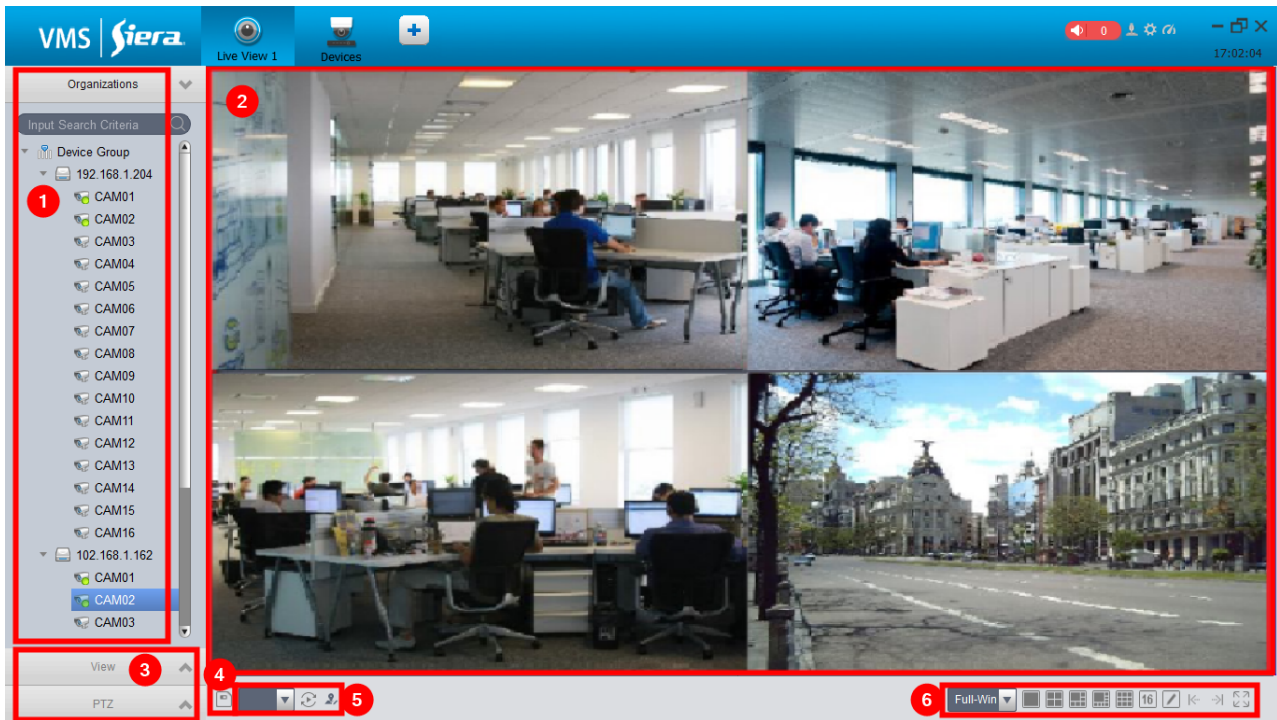 VMS Siera
Live View 1
Devices
0
17:02:04
Organizations
Input Search Criteria
Device Group
192.168.1.204
CAM01
CAM02
CAM03
CAM04
CAM05
CAM06
CAM07
CAM08
CAM09
CAM10
CAM11
CAM12
CAM13
CAM14
CAM15
CAM16
102.168.1.162
CAM01
CAM02
CAM03
View
PTZ
1
2
3
4
5
6
Full-Win
16